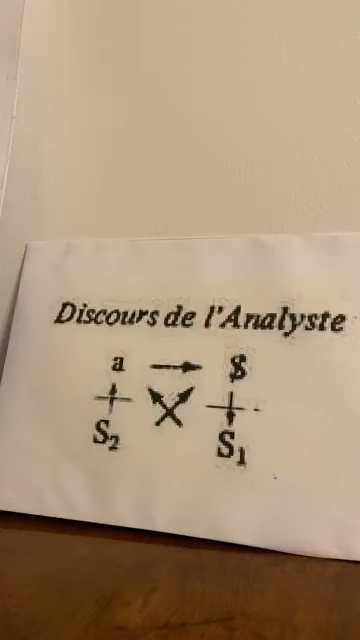 Discours de l'Analyste
a → $
S₂ S₁